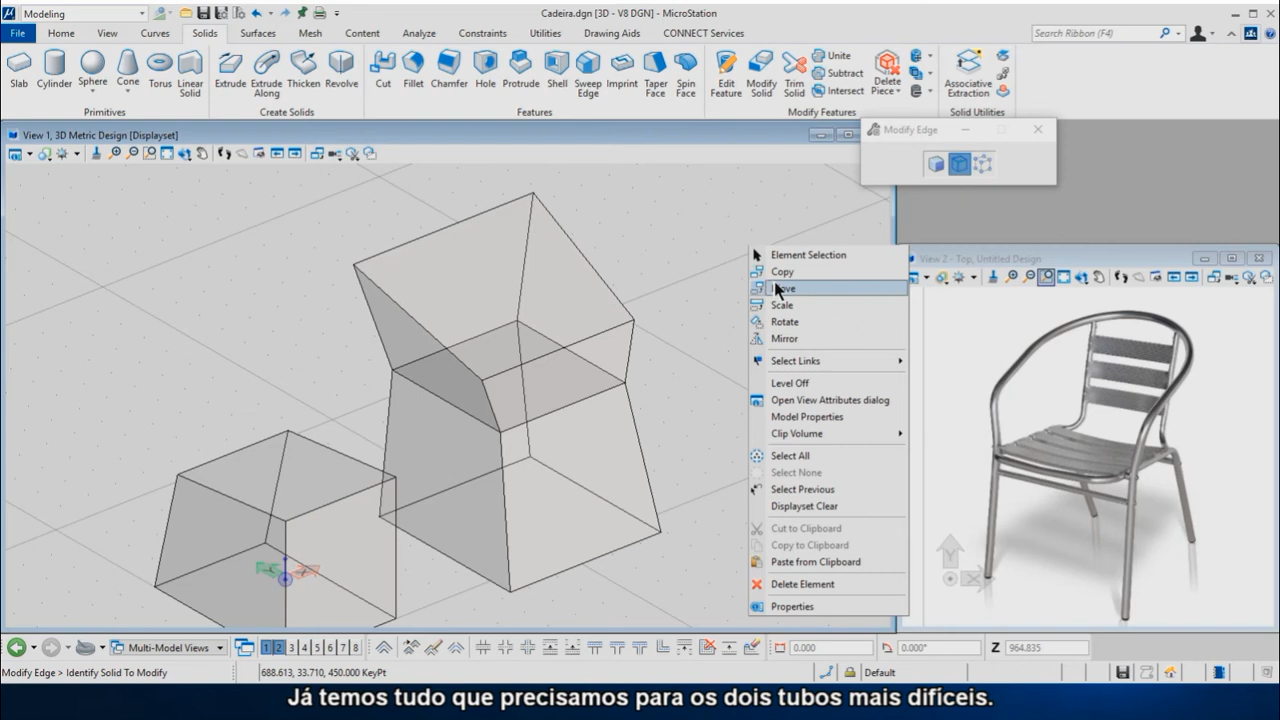 Modeling
Cadeira.dgn [3D - V8 DGN] - MicroStation
File Home View Curves Solids Surfaces Mesh Content Analyze Constraints Utilities Drawing Aids CONNECT Services
Search Ribbon (F4)
Slab Cylinder Sphere Cone Torus Linear Solid
Extrude Extrude Along Thicken Revolve
Cut Fillet Chamfer Hole Protrude Shell Sweep Edge Imprint Taper Face Spin Face
Edit Feature Modify Solid Trim Solid
Unite
Subtract
Intersect
Delete Piece
Associative Extraction
Primitives Create Solids Features Modify Features Solid Utilities
View 1, 3D Metric Design [Displayset]
Modify Edge
View 2 - Top, Untitled Design
Element Selection
Copy
Scale
Rotate
Mirror
Select Links
Level Off
Open View Attributes dialog
Model Properties
Clip Volume
Select All
Select None
Select Previous
Displayset Clear
Cut to Clipboard
Copy to Clipboard
Paste from Clipboard
Delete Element
Properties
Y
X
Multi-Model Views
1 2 3 4 5 6 7 8
0.000
0.000°
Z 964.835
Modify Edge > Identify Solid To Modify
688.613, 33.710, 450.000 KeyPt
Default
Já temos tudo que precisamos para os dois tubos mais difíceis.